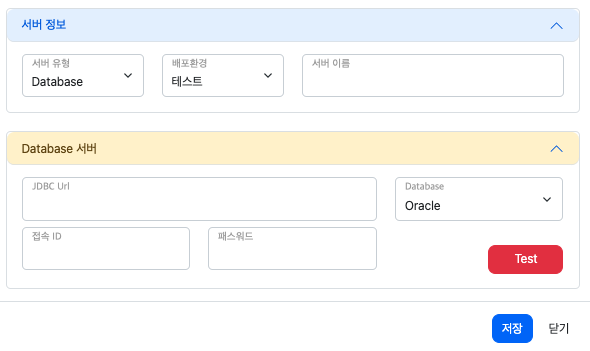 서버 정보
서버 유형 배포환경 서버 이름
Database 테스트
Database 서버
JDBC Url Database
Oracle
접속 ID 패스워드
Test
저장 닫기